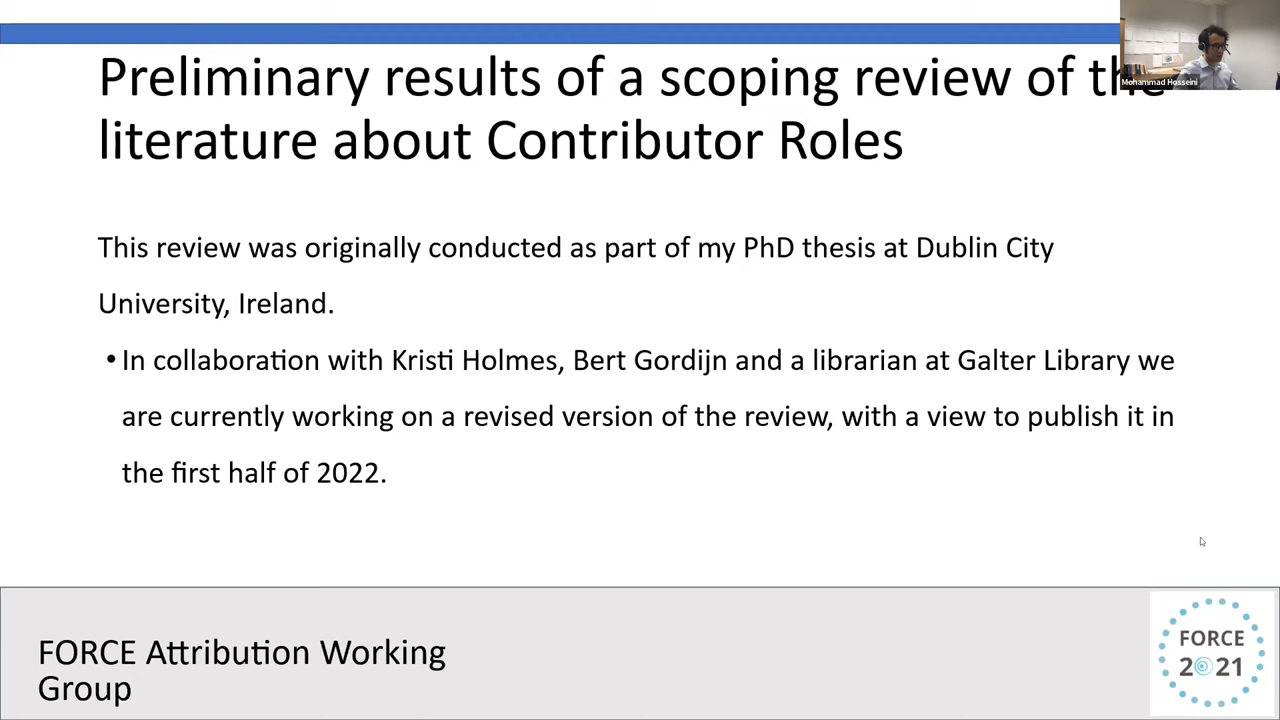 Preliminary results of a scoping review of the
literature about Contributor Roles
Mohammad Hosseini
This review was originally conducted as part of my PhD thesis at Dublin City
University, Ireland.
• In collaboration with Kristi Holmes, Bert Gordijn and a librarian at Galter Library we
are currently working on a revised version of the review, with a view to publish it in
the first half of 2022.
FORCE Attribution Working
Group
FORCE
2021